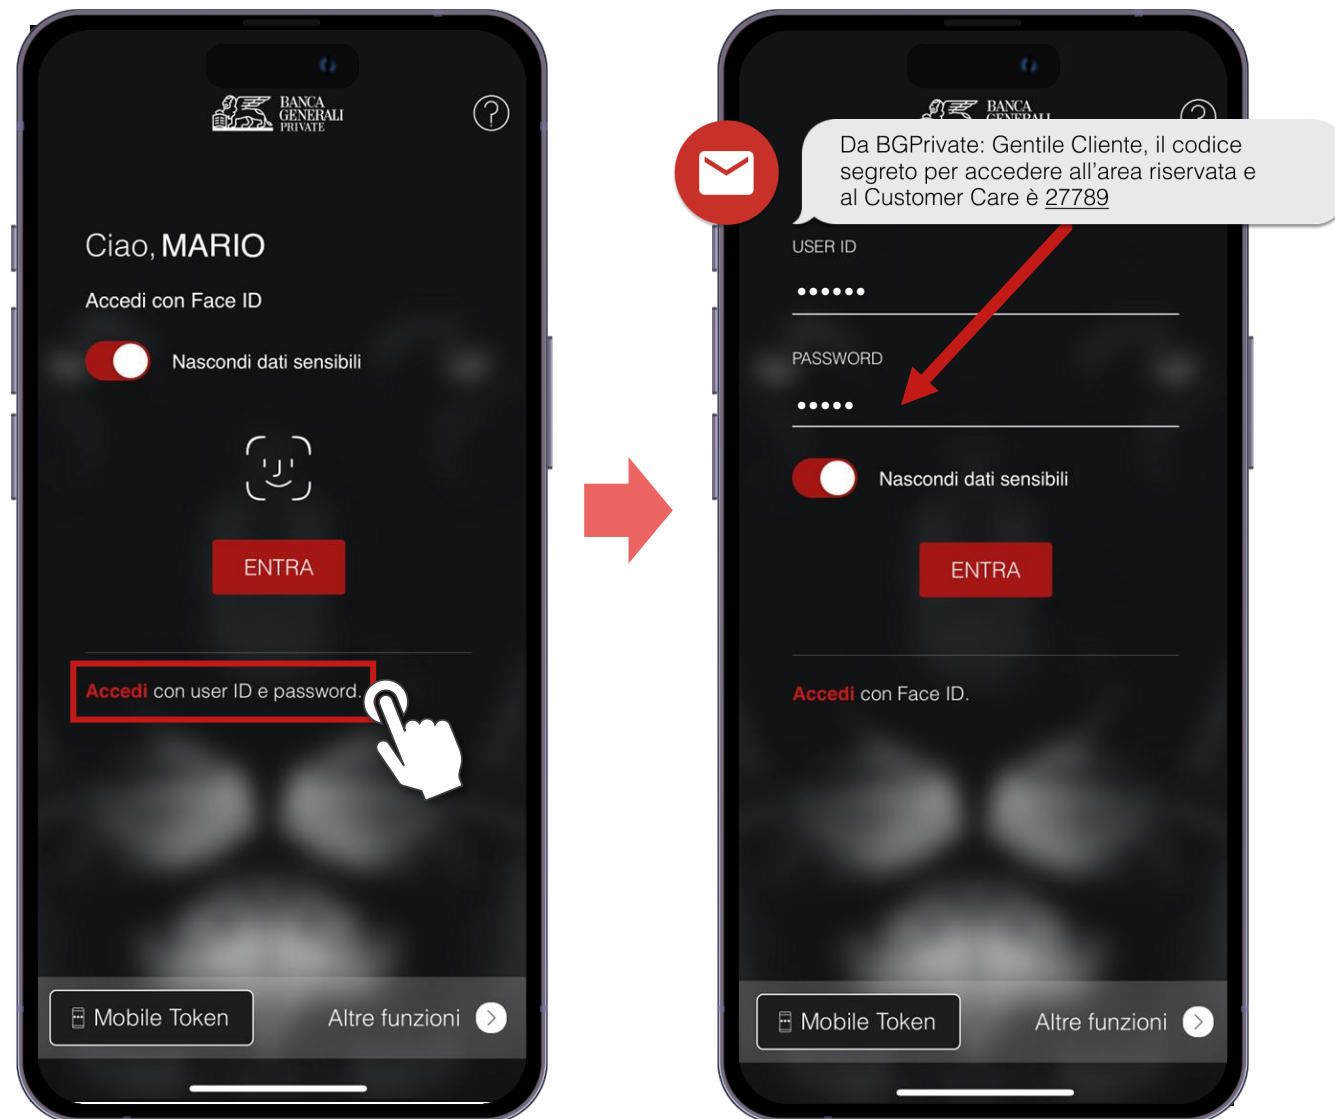 BANCA
GENERALI
PRIVATE
Ciao, MARIO
Accedi con Face ID
Nascondi dati sensibili
ENTRA
Accedi con user ID e password.
Mobile Token
Altre funzioni
BANCA
GENERALI
Da BGPrivate: Gentile Cliente, il codice
segreto per accedere all'area riservata e
al Customer Care è 27789
USER ID
PASSWORD
Nascondi dati sensibili
ENTRA
Accedi con Face ID.
Mobile Token
Altre funzioni